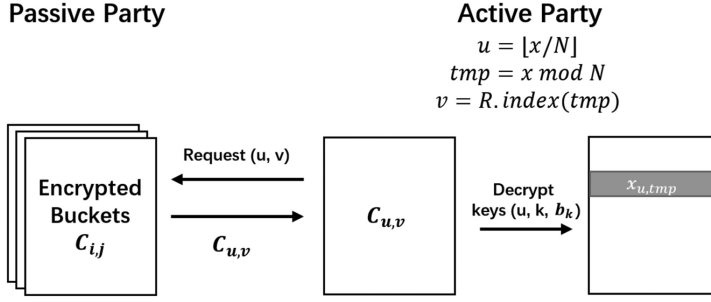 Passive Party
Active Party
u = ⌊x/N⌋
tmp = x mod N
v = R.index(tmp)
Encrypted
Buckets
C_{i,j}
Request (u, v)
C_{u,v}
C_{u,v}
Decrypt
keys (u, k, b_k)
x_{u,tmp}